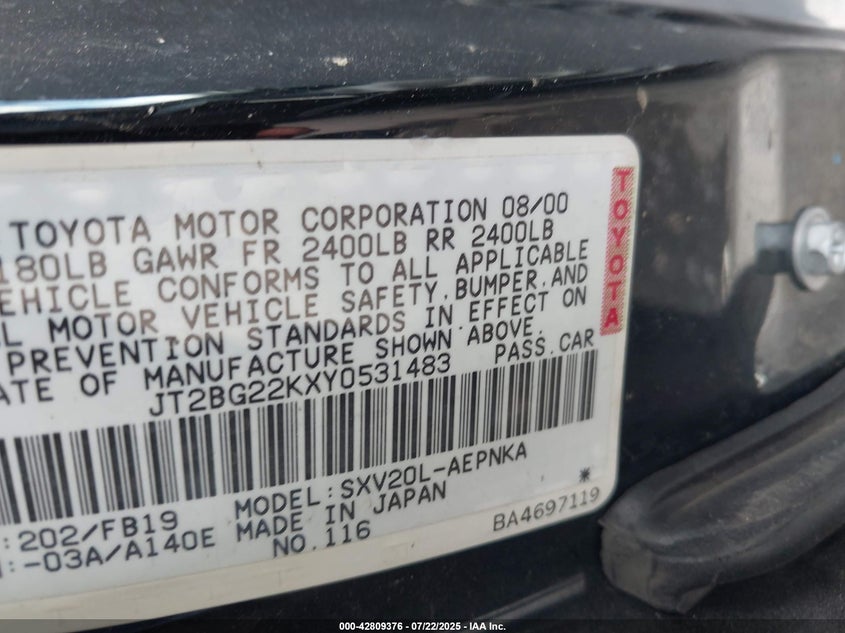 TOYOTA MOTOR CORPORATION 08/00
180LB GAWR FR 2400LB RR 2400LB
EHICLE CONFORMS TO ALL APPLICABLE
L MOTOR VEHICLE SAFETY, BUMPER, AND
PREVENTION STANDARDS IN EFFECT ON
ATE OF MANUFACTURE SHOWN ABOVE.
JT2BG22KXY0531483 PASS.CAR
TOYOTA
:202/FB19 MODEL:SXV20L-AEPNKA
:-03A/A140E MADE IN JAPAN *
NO.116 BA4697119
000-42809376 - 07/22/2025 - IAA Inc.